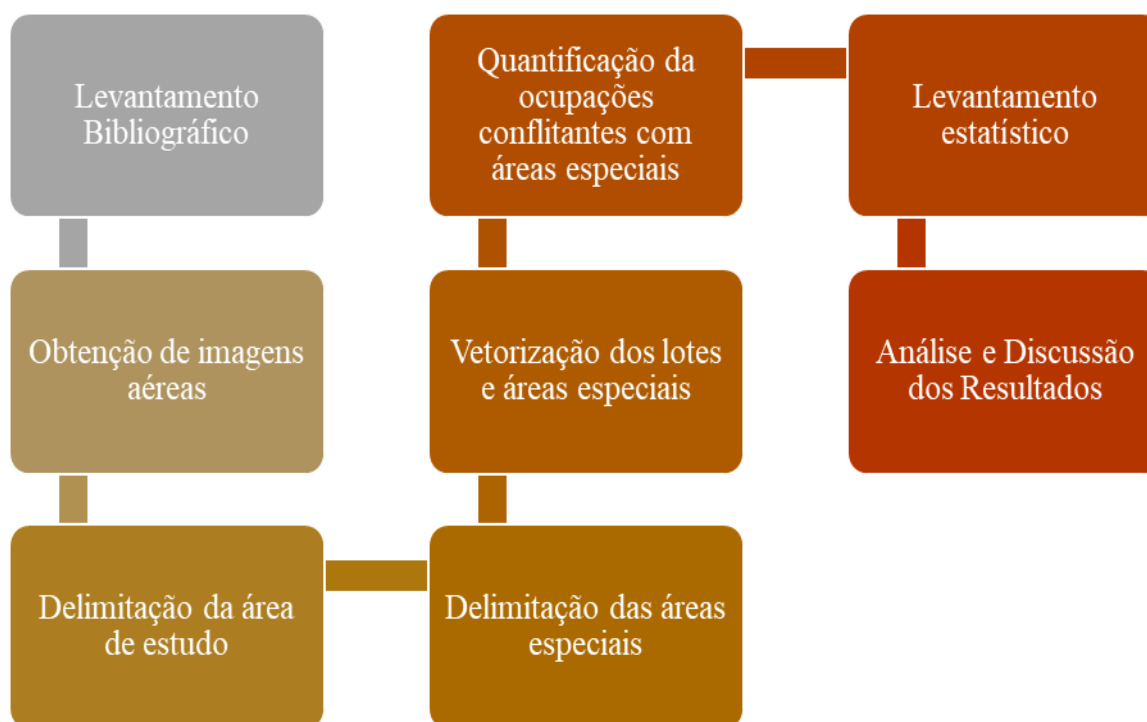 Levantamento
Bibliográfico
Obtenção de imagens
aéreas
Delimitação da área
de estudo
Delimitação das áreas
especiais
Vetorização dos lotes
e áreas especiais
Quantificação da
ocupações
conflitantes com
áreas especiais
Levantamento
estatístico
Análise e Discussão
dos Resultados